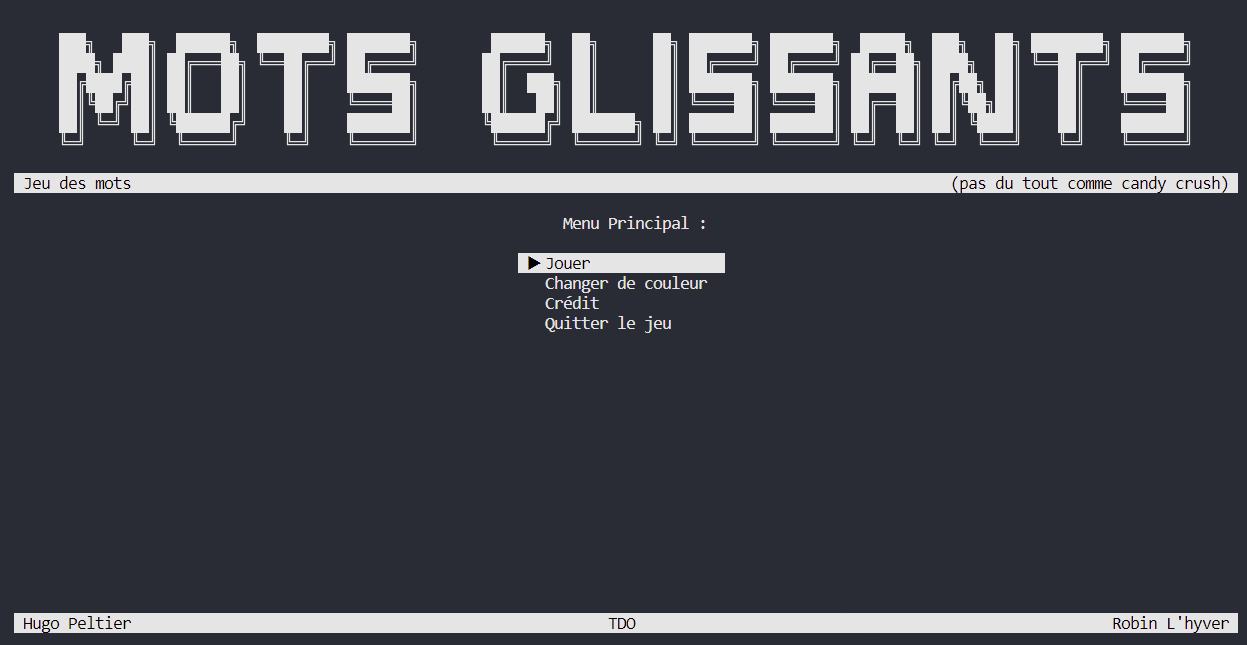 MOTS GLISSANTS
Jeu des mots (pas du tout comme candy crush)
Menu Principal :
► Jouer
Changer de couleur
Crédit
Quitter le jeu
Hugo Peltier TDO Robin L'hyver